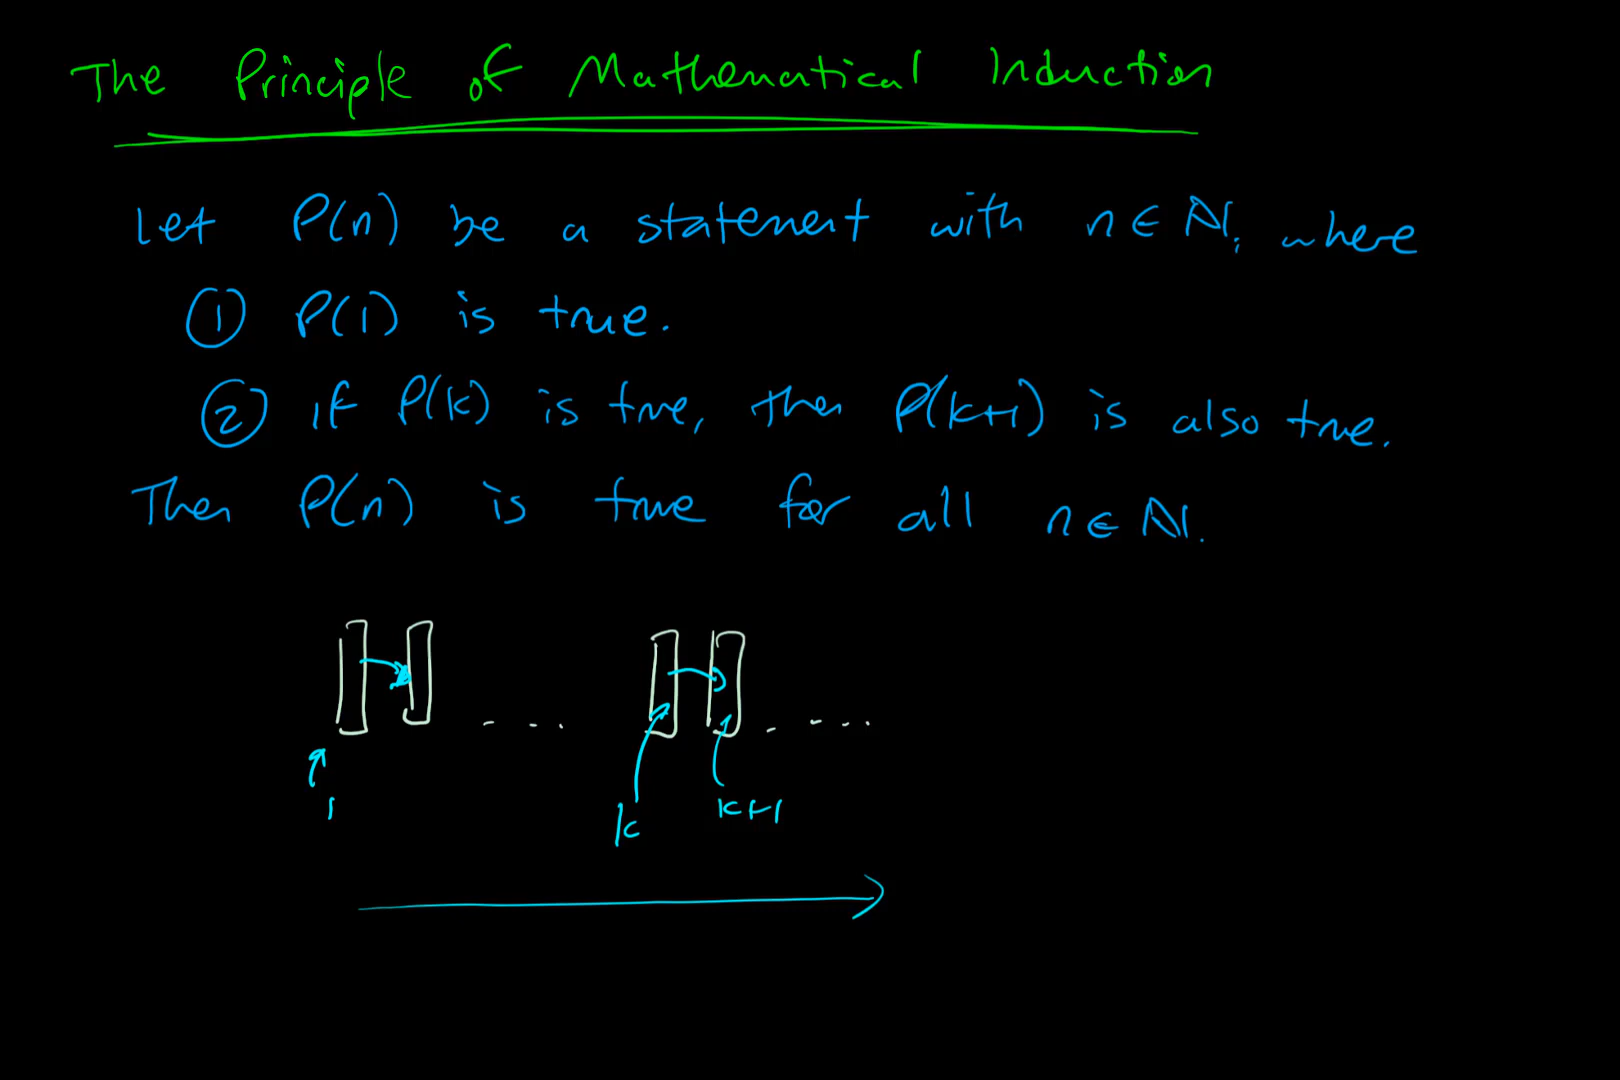 The Principle of Mathematical Induction
Let P(n) be a statement with n ∈ ℕ, where
① P(1) is true.
② If P(k) is true, then P(k+1) is also true.
Then P(n) is true for all n ∈ ℕ.
. . . . . . .
1 k k+1